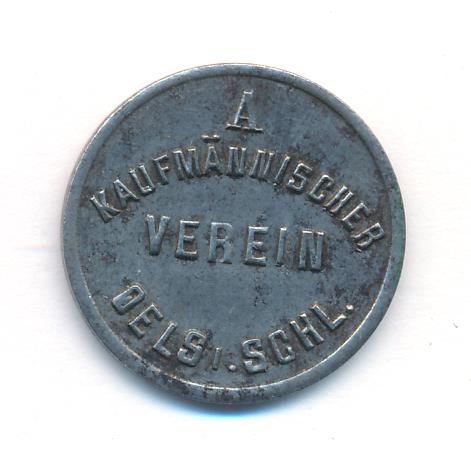 A
KAUFMÄNNISCHER
VEREIN
OELS I. SCHL.